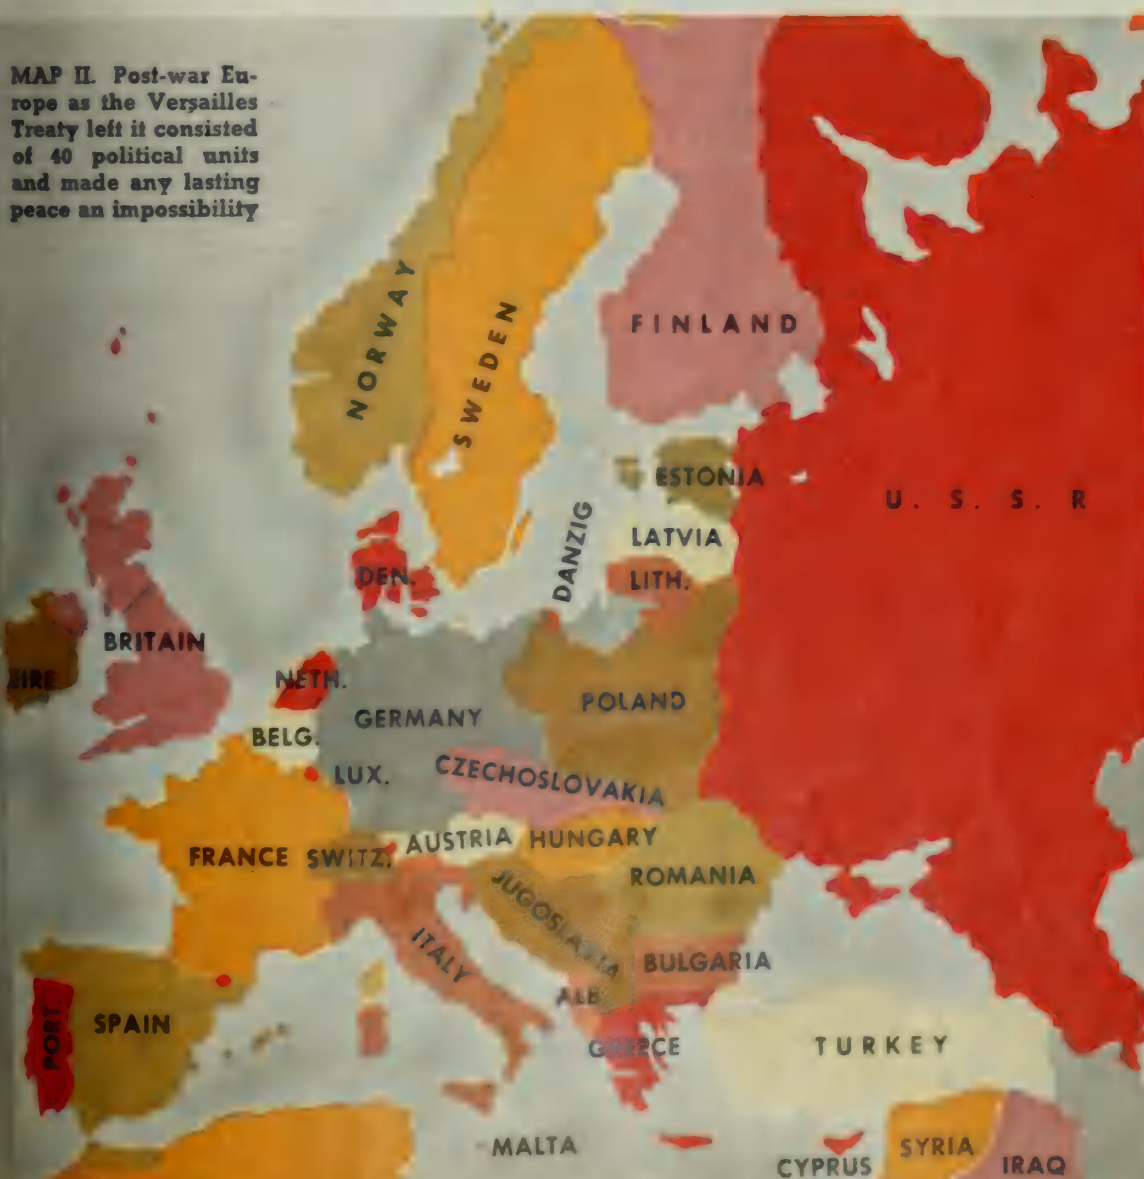 MAP II. Post-war Eu-
rope as the Versailles
Treaty left it consisted
of 40 political units
and made any lasting
peace an impossibility
NORWAY
SWEDEN
FINLAND
ESTONIA
U. S. S. R
LATVIA
DANZIG
LITH.
DEN.
BRITAIN
EIRE
NETH.
POLAND
GERMANY
BELG.
LUX.
CZECHOSLOVAKIA
AUSTRIA
HUNGARY
FRANCE
SWITZ.
ROMANIA
JUGOSLAVIA
ITALY
BULGARIA
ALB
PORT.
SPAIN
GREECE
TURKEY
MALTA
SYRIA
CYPRUS
IRAQ